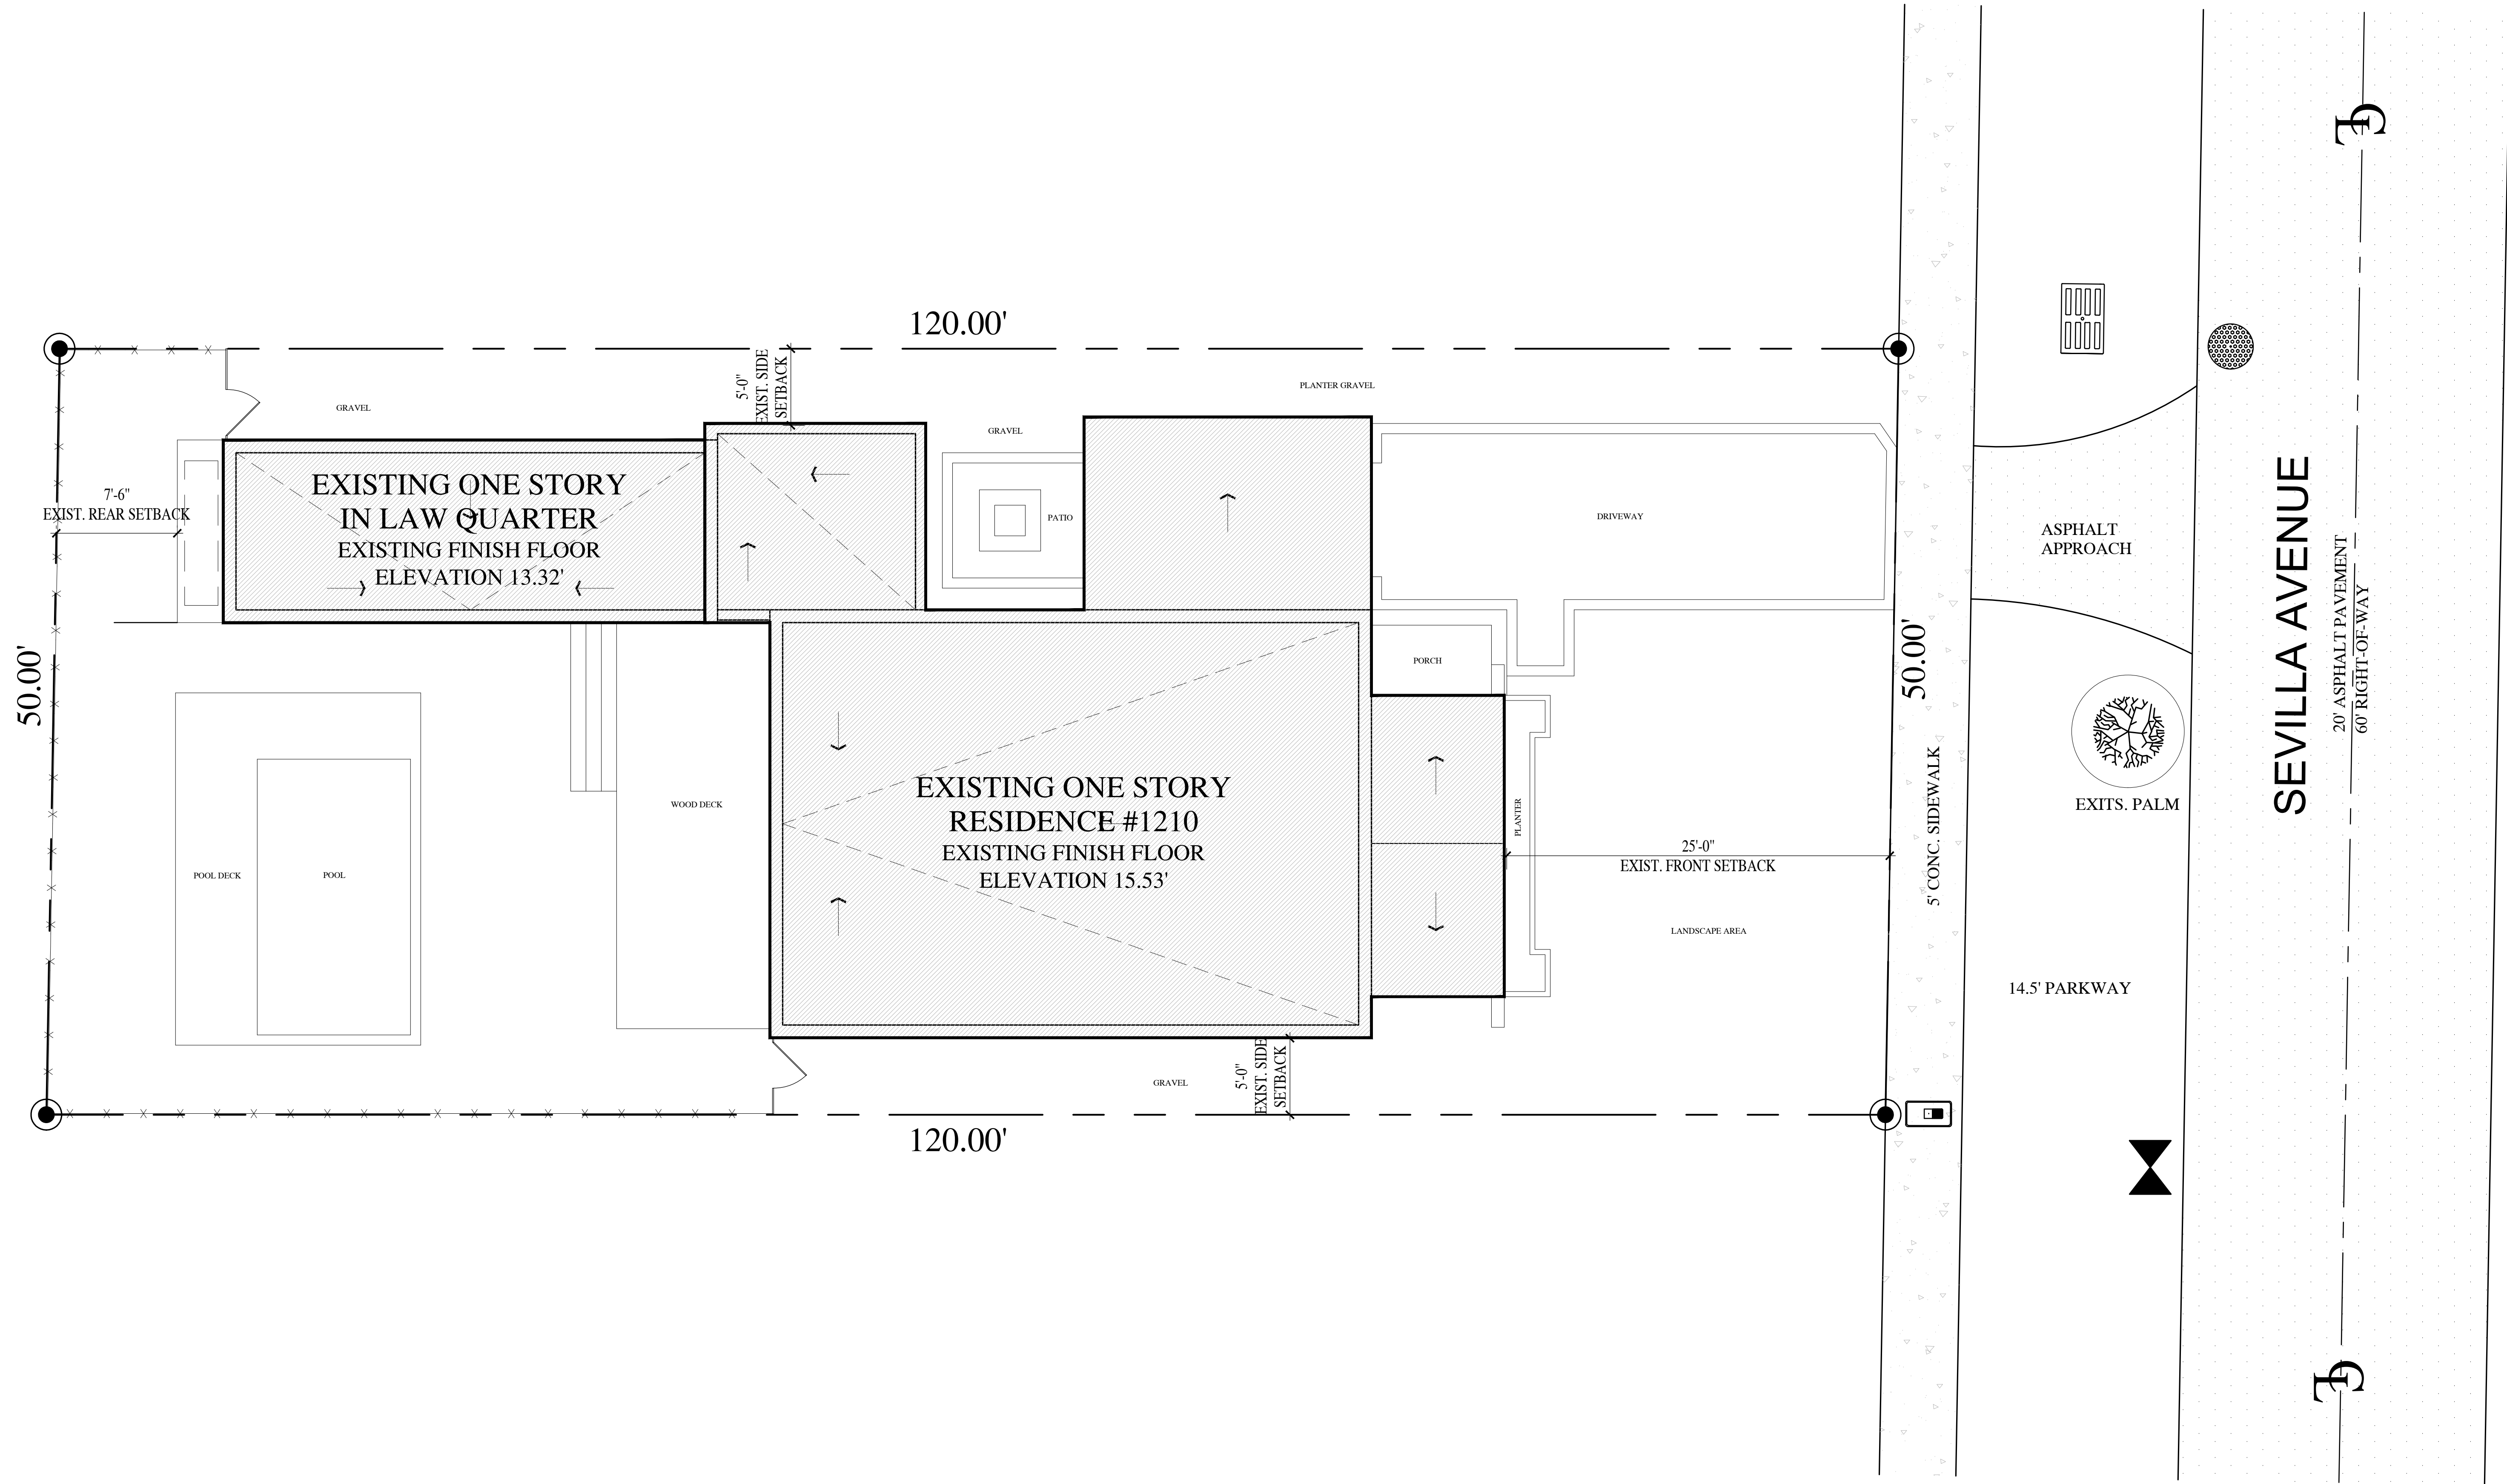 120.00'
5'-0"
EXIST. SIDE
SETBACK
PLANTER GRAVEL
GRAVEL
GRAVEL
7'-6"
EXIST. REAR SETBACK
EXISTING ONE STORY
IN LAW QUARTER
EXISTING FINISH FLOOR
ELEVATION 13.32'
PATIO
DRIVEWAY
ASPHALT
APPROACH
SEVILLA AVENUE
20' ASPHALT PAVEMENT
60' RIGHT-OF-WAY
CL
50.00'
50.00'
PORCH
WOOD DECK
EXISTING ONE STORY
RESIDENCE #1210
EXISTING FINISH FLOOR
ELEVATION 15.53'
PLANTER
25'-0"
EXIST. FRONT SETBACK
5' CONC. SIDEWALK
EXITS. PALM
POOL DECK
POOL
LANDSCAPE AREA
14.5' PARKWAY
GRAVEL
5'-0"
EXIST. SIDE
SETBACK
120.00'
CL